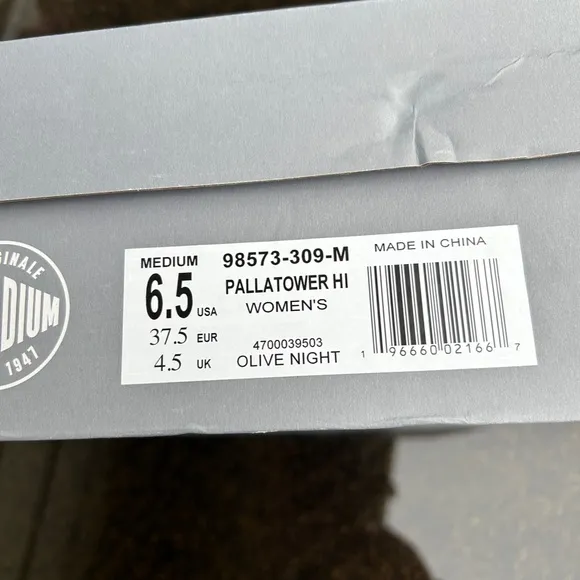 GINALE
DIUM
1947
MEDIUM
6.5 USA
37.5 EUR
4.5 UK
98573-309-M
PALLATOWER HI
WOMEN'S
4700039503
OLIVE NIGHT
MADE IN CHINA
1 96660 02166 7